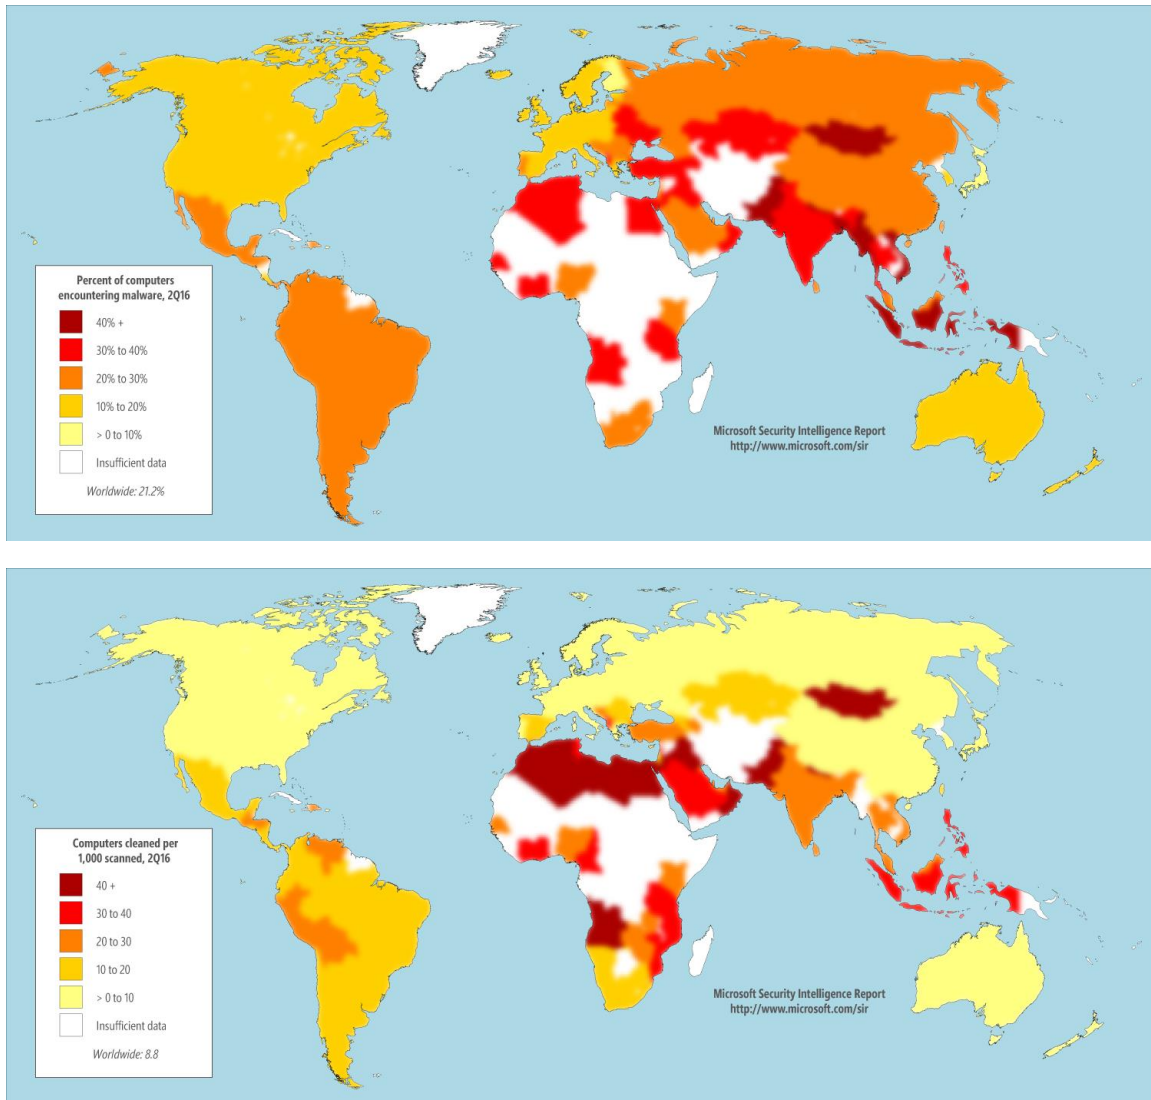 Percent of computers
encountering malware, 2Q16
40% +
30% to 40%
20% to 30%
10% to 20%
> 0 to 10%
Insufficient data
Worldwide: 21.2%
Microsoft Security Intelligence Report
http://www.microsoft.com/sir
Computers cleaned per
1,000 scanned, 2Q16
40 +
30 to 40
20 to 30
10 to 20
> 0 to 10
Insufficient data
Worldwide: 8.8
Microsoft Security Intelligence Report
http://www.microsoft.com/sir